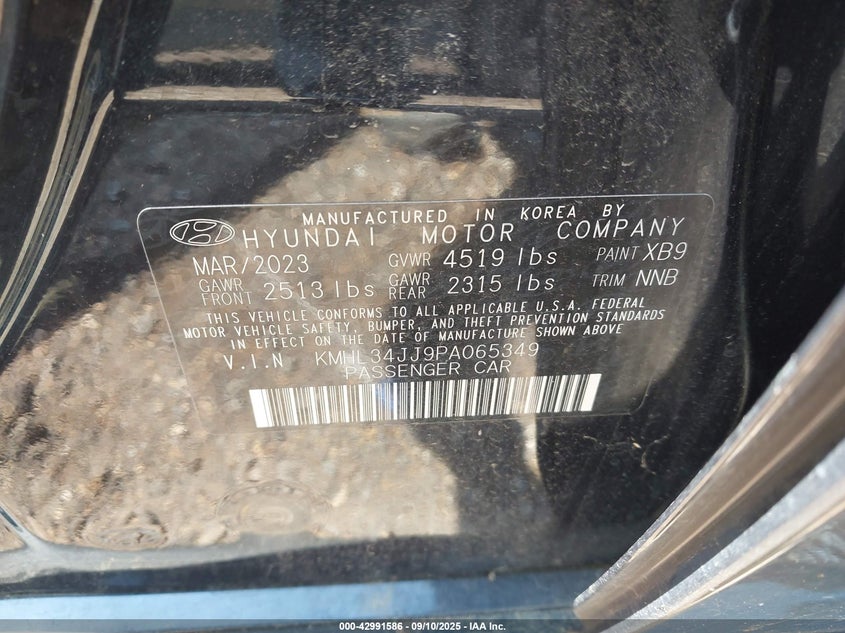 MANUFACTURED IN KOREA BY
HYUNDAI MOTOR COMPANY
MAR/2023 GVWR 4519 lbs PAINT XB9
GAWR FRONT 2513 lbs GAWR REAR 2315 lbs TRIM NNB
THIS VEHICLE CONFORMS TO ALL APPLICABLE U.S.A. FEDERAL
MOTOR VEHICLE SAFETY, BUMPER, AND THEFT PREVENTION STANDARDS
IN EFFECT ON THE DATE OF MANUFACTURE SHOWN ABOVE
V.I.N KMHL34JJ9PA065349
PASSENGER CAR
000-42991586 - 09/10/2025 - IAA Inc.